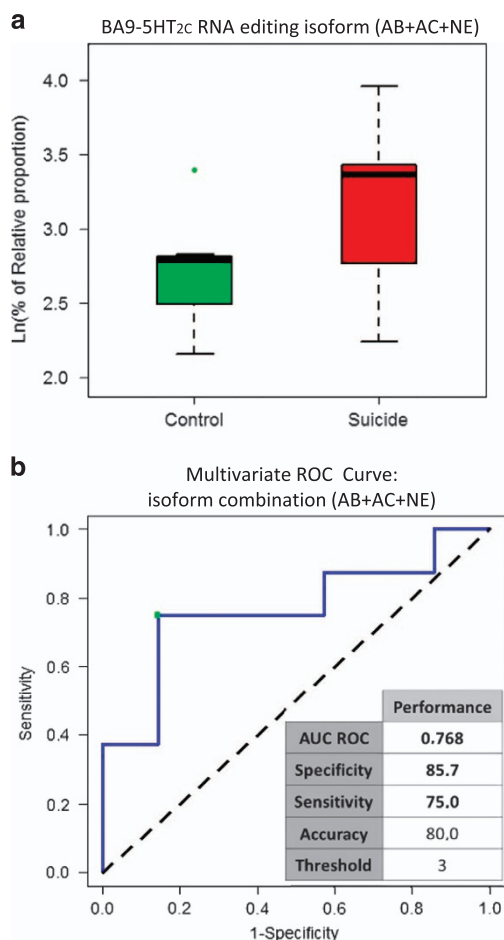 a
BA9-5HT2C RNA editing isoform (AB+AC+NE)
Ln(% of Relative proportion)
4.0
3.5
3.0
2.5
2.0
Control
Suicide
b
Multivariate ROC Curve:
isoform combination (AB+AC+NE)
Sensitivity
1.0
0.8
0.6
0.4
0.2
0.0
Performance
AUC ROC 0.768
Specificity 85.7
Sensitivity 75.0
Accuracy 80,0
Threshold 3
0.0 0.2 0.4 0.6 0.8 1.0
1-Specificity